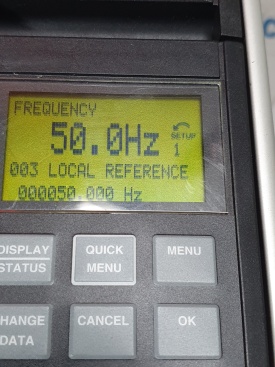 FREQUENCY
50.0Hz
SETUP
1
003 LOCAL REFERENCE
000050.000 Hz
DISPLAY
STATUS
QUICK
MENU
MENU
CHANGE
DATA
CANCEL
OK